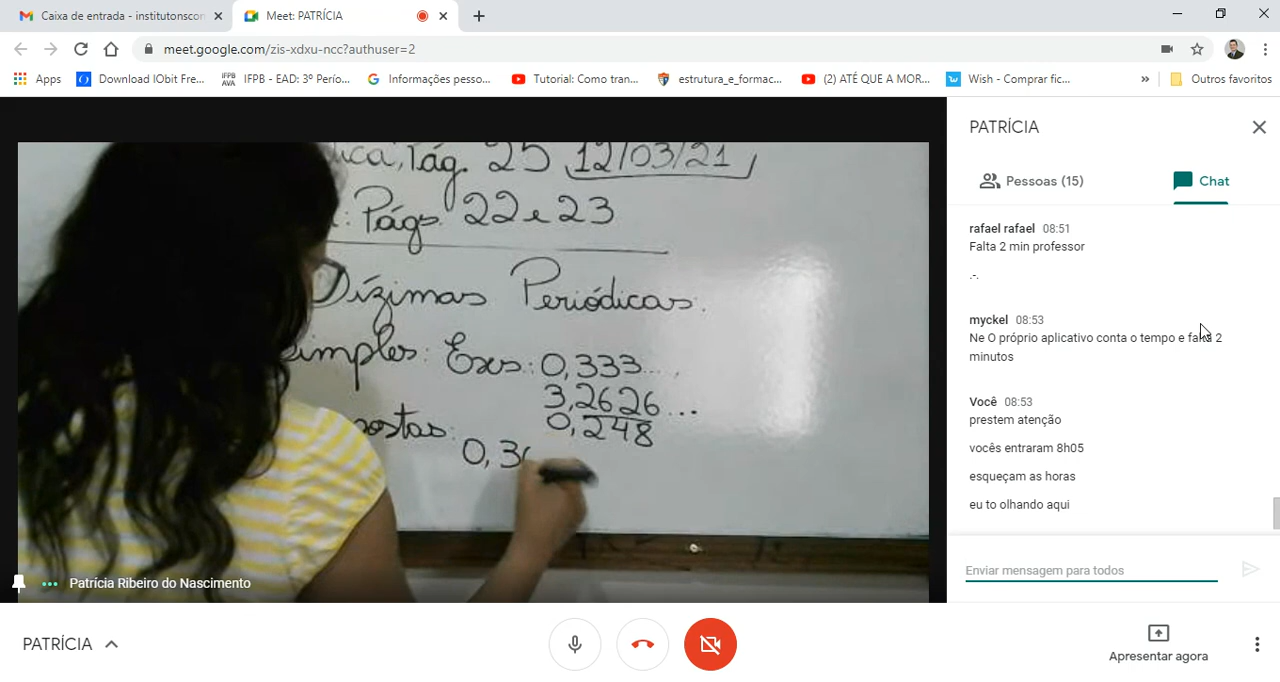 Caixa de entrada - institutonscor
Meet: PATRÍCIA
meet.google.com/zis-xdxu-ncc?authuser=2
Apps
Download IObit Fre...
IFPB AVA
IFPB - EAD: 3º Perío...
Informações pesso...
Tutorial: Como tran...
estrutura_e_formac...
(2) ATÉ QUE A MOR...
Wish - Comprar fic...
»
Outros favoritos
Pág. 25 12/03/21
: Págs. 22 e 23
Dízimas Periódicas.
Exs: 0,333....
3,2626...
0,248
0,3
Patrícia Ribeiro do Nascimento
PATRÍCIA
Pessoas (15)
Chat
rafael rafael 08:51
Falta 2 min professor
.-.
myckel 08:53
Ne O próprio aplicativo conta o tempo e falta 2
minutos
Você 08:53
prestem atenção
vocês entraram 8h05
esqueçam as horas
eu to olhando aqui
Enviar mensagem para todos
PATRÍCIA
Apresentar agora